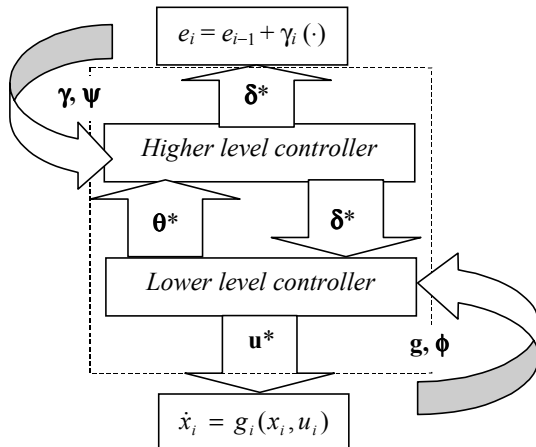 eᵢ = eᵢ₋₁ + γᵢ (·)
γ, ψ
δ*
Higher level controller
θ*
δ*
Lower level controller
u*
g, ϕ
ẋᵢ = gᵢ(xᵢ, uᵢ)